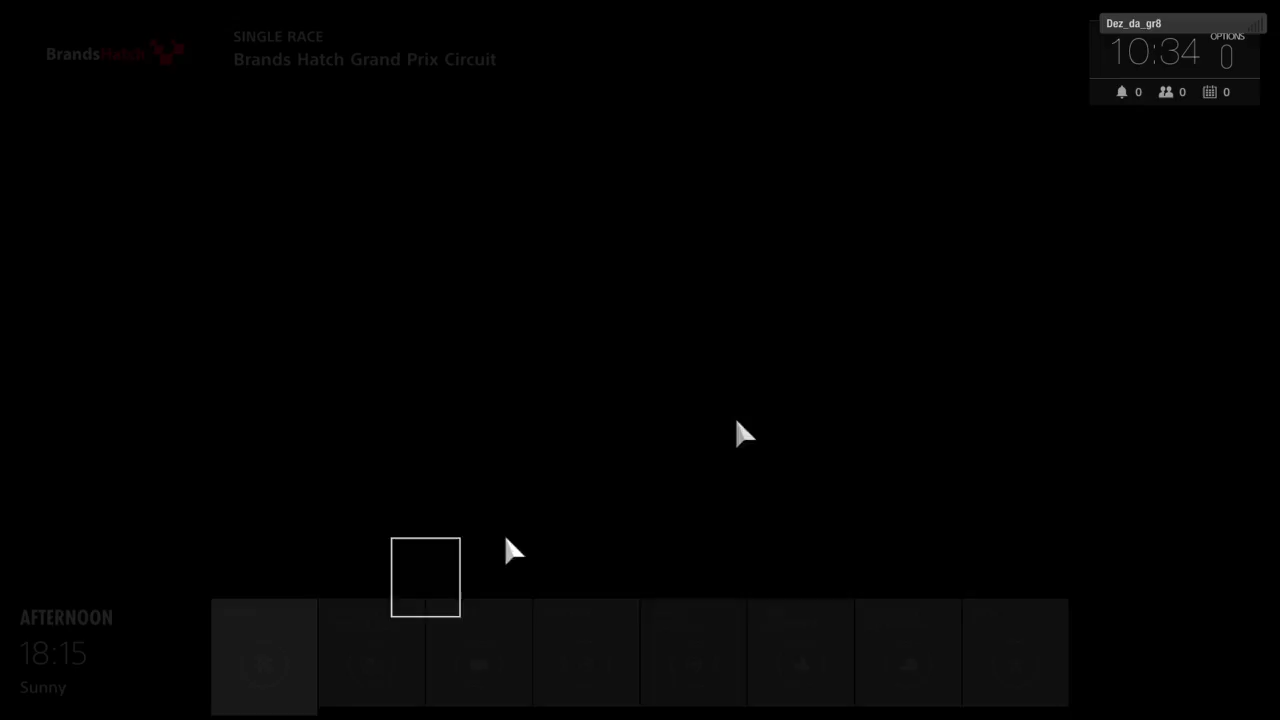 BrandsHatch
SINGLE RACE
Brands Hatch Grand Prix Circuit
Dez_da_gr8
10:34
OPTIONS
0
0
0
AFTERNOON
18:15
Sunny